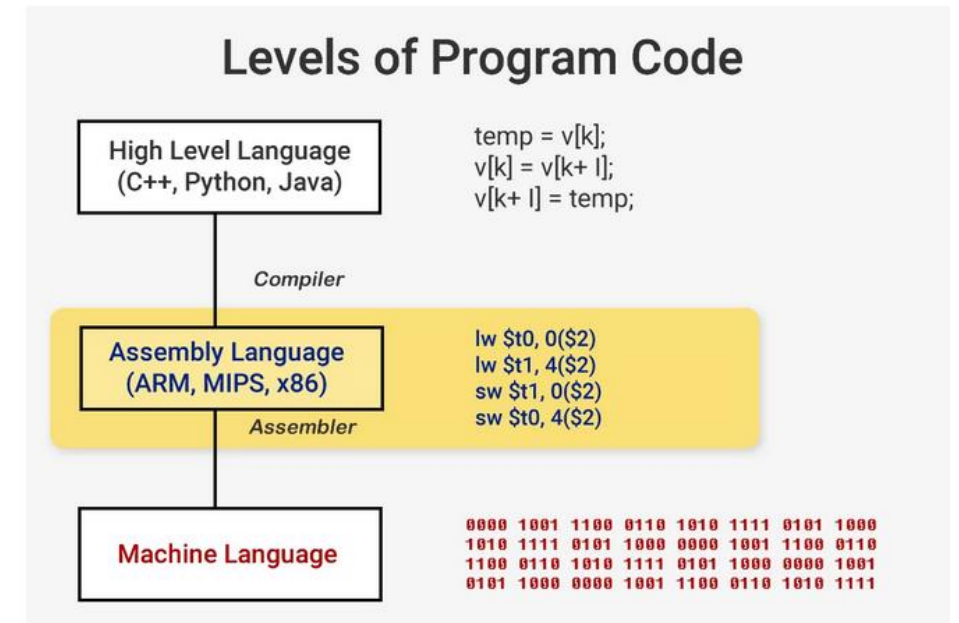 Levels of Program Code
High Level Language
(C++, Python, Java)
temp = v[k];
v[k] = v[k+ I];
v[k+ I] = temp;
Compiler
Assembly Language
(ARM, MIPS, x86)
lw $t0, 0($2)
lw $t1, 4($2)
sw $t1, 0($2)
sw $t0, 4($2)
Assembler
Machine Language
0000 1001 1100 0110 1010 1111 0101 1000
1010 1111 0101 1000 0000 1001 1100 0110
1100 0110 1010 1111 0101 1000 0000 1001
0101 1000 0000 1001 1100 0110 1010 1111